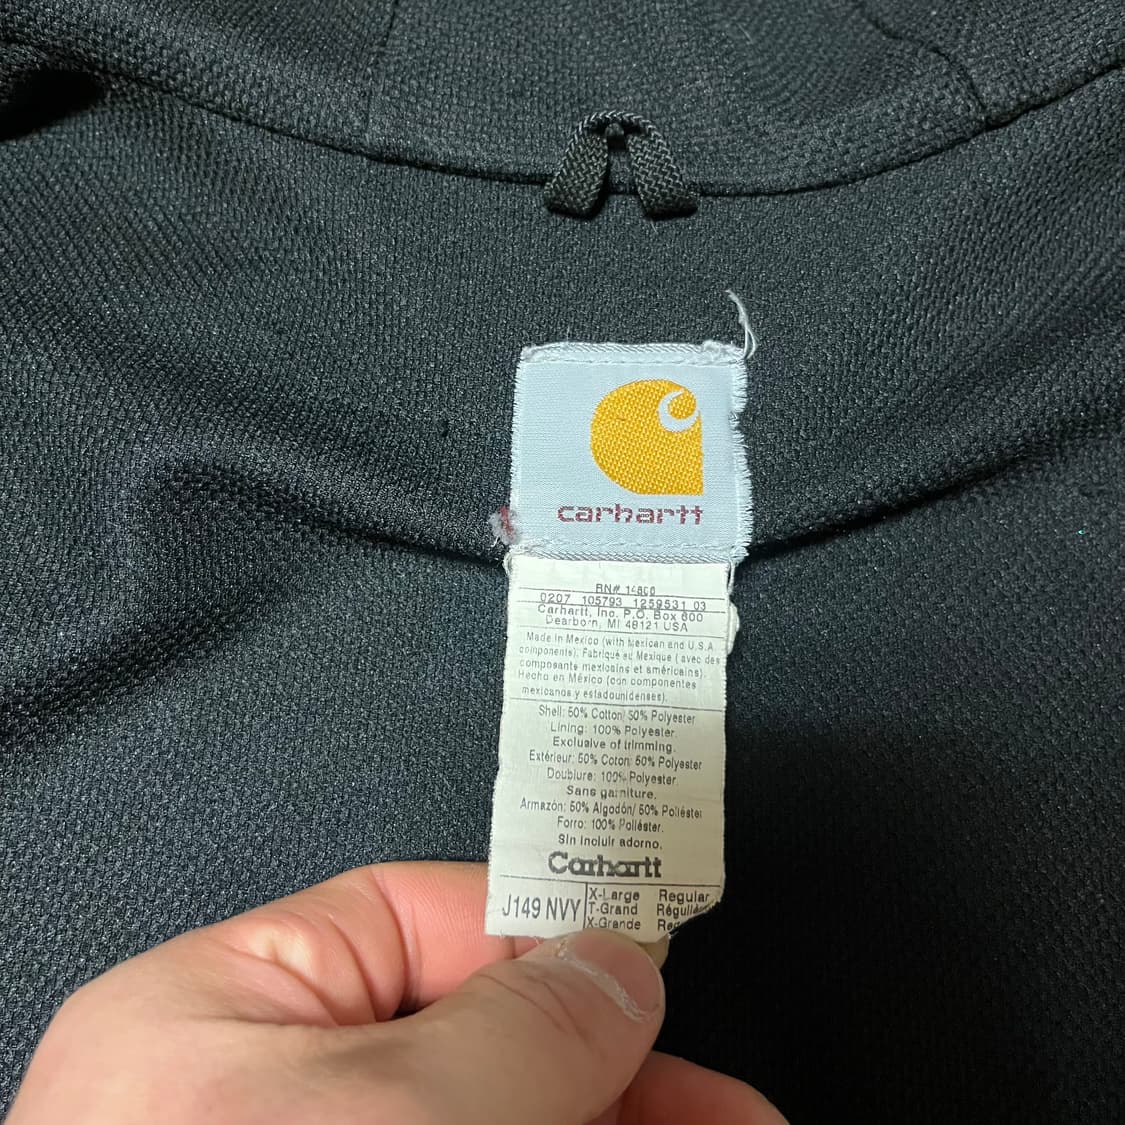 carhartt
RN# 14806
0207 105793 1259531 03
Carhartt, Inc. P.O. Box 600
Dearborn, MI 48121 USA
Made in Mexico (with Mexican and U.S.A.
components). Fabriqué au Mexique (avec des
composants mexicains et américains).
Hecho en México (con componentes
mexicanos y estadounidenses).
Shell: 50% Cotton/ 50% Polyester
Lining: 100% Polyester.
Exclusive of trimming.
Extérieur: 50% Coton/ 50% Polyester
Doublure: 100% Polyester.
Sans garniture.
Armazón: 50% Algodón/ 50% Poliéster
Forro: 100% Poliéster.
Sin incluir adorno.
Carhartt
J149 NVY
X-Large Regular
T-Grand Régulier
X-Grande